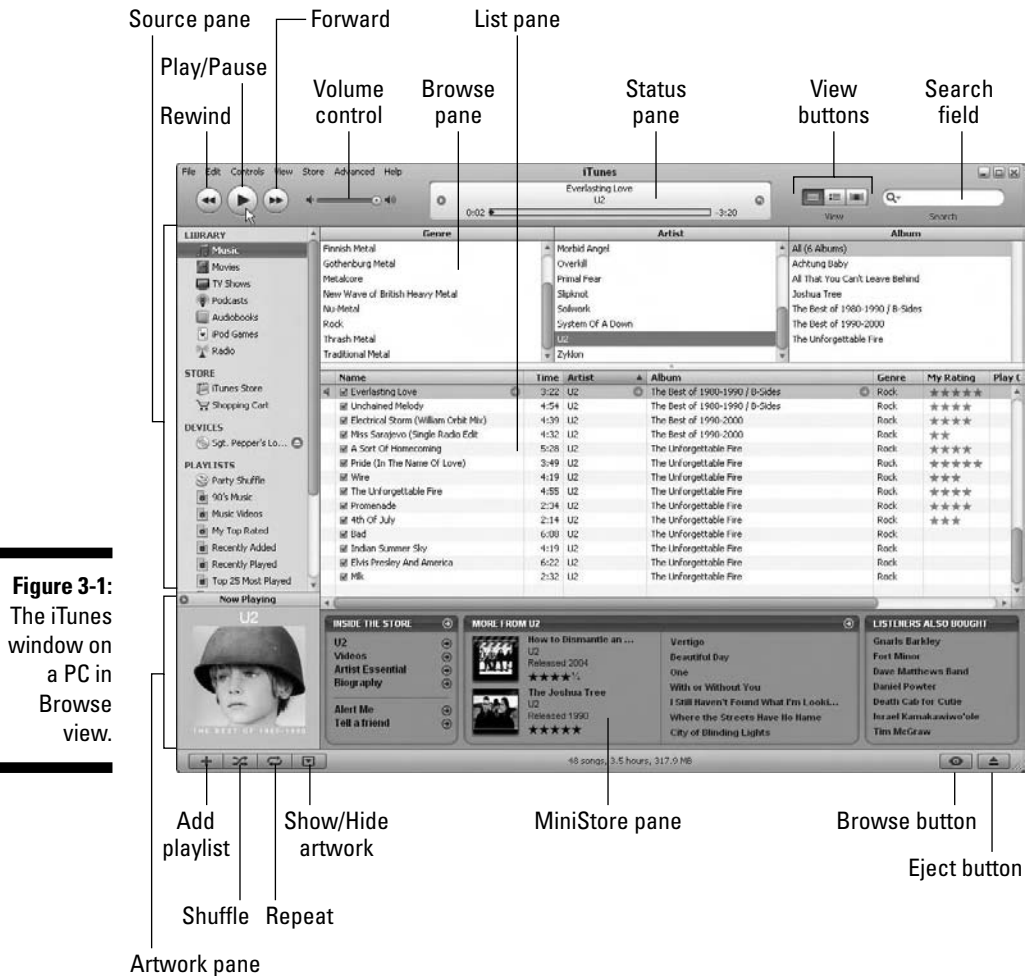 Source pane
Forward
List pane
Play/Pause
Rewind
Volume
control
Browse
pane
Status
pane
View
buttons
Search
field
File Edit Controls View Store Advanced Help
iTunes
Everlasting Love
U2
0:02
-3:20
View
Search
LIBRARY
Music
Movies
TV Shows
Podcasts
Audiobooks
iPod Games
Radio
STORE
iTunes Store
Shopping Cart
DEVICES
Sgt. Pepper's Lo...
PLAYLISTS
Party Shuffle
90's Music
Music Videos
My Top Rated
Recently Added
Recently Played
Top 25 Most Played
Genre
Finnish Metal
Gothenburg Metal
Metalcore
New Wave of British Heavy Metal
Nu-Metal
Rock
Thrash Metal
Traditional Metal
Artist
Morbid Angel
Overkill
Primal Fear
Slipknot
Soilwork
System Of A Down
U2
Zyklon
Album
All (6 Albums)
Achtung Baby
All That You Can't Leave Behind
Joshua Tree
The Best of 1980-1990 / B-Sides
The Best of 1990-2000
The Unforgettable Fire
Name Time Artist Album Genre My Rating Play C
Everlasting Love 3:22 U2 The Best of 1980-1990 / B-Sides Rock ★★★★★
Unchained Melody 4:54 U2 The Best of 1980-1990 / B-Sides Rock ★★★★
Electrical Storm (William Orbit Mix) 4:39 U2 The Best of 1990-2000 Rock ★★★★
Miss Sarajevo (Single Radio Edit 4:32 U2 The Best of 1990-2000 Rock ★★
A Sort Of Homecoming 5:28 U2 The Unforgettable Fire Rock ★★★★
Pride (In The Name Of Love) 3:49 U2 The Unforgettable Fire Rock ★★★★★
Wire 4:19 U2 The Unforgettable Fire Rock ★★★
The Unforgettable Fire 4:55 U2 The Unforgettable Fire Rock ★★★★
Promenade 2:34 U2 The Unforgettable Fire Rock ★★★★
4th Of July 2:14 U2 The Unforgettable Fire Rock ★★★
Bad 6:08 U2 The Unforgettable Fire Rock
Indian Summer Sky 4:19 U2 The Unforgettable Fire Rock
Elvis Presley And America 6:22 U2 The Unforgettable Fire Rock
Mlk 2:32 U2 The Unforgettable Fire Rock
Now Playing
U2
THE BEST OF 1980-1990
INSIDE THE STORE
U2
Videos
Artist Essential
Biography
Alert Me
Tell a friend
MORE FROM U2
How to Dismantle an ...
U2
Released 2004
★★★★½
The Joshua Tree
U2
Released 1990
★★★★★
Vertigo
Beautiful Day
One
With or Without You
I Still Haven't Found What I'm Looki...
Where the Streets Have No Name
City of Blinding Lights
LISTENERS ALSO BOUGHT
Gnarls Barkley
Fort Minor
Dave Matthews Band
Daniel Powter
Death Cab for Cutie
Israel Kamakawiwo'ole
Tim McGraw
48 songs, 3.5 hours, 317.9 MB
Figure 3-1:
The iTunes
window on
a PC in
Browse
view.
Add
playlist
Show/Hide
artwork
MiniStore pane
Browse button
Eject button
Shuffle
Repeat
Artwork pane